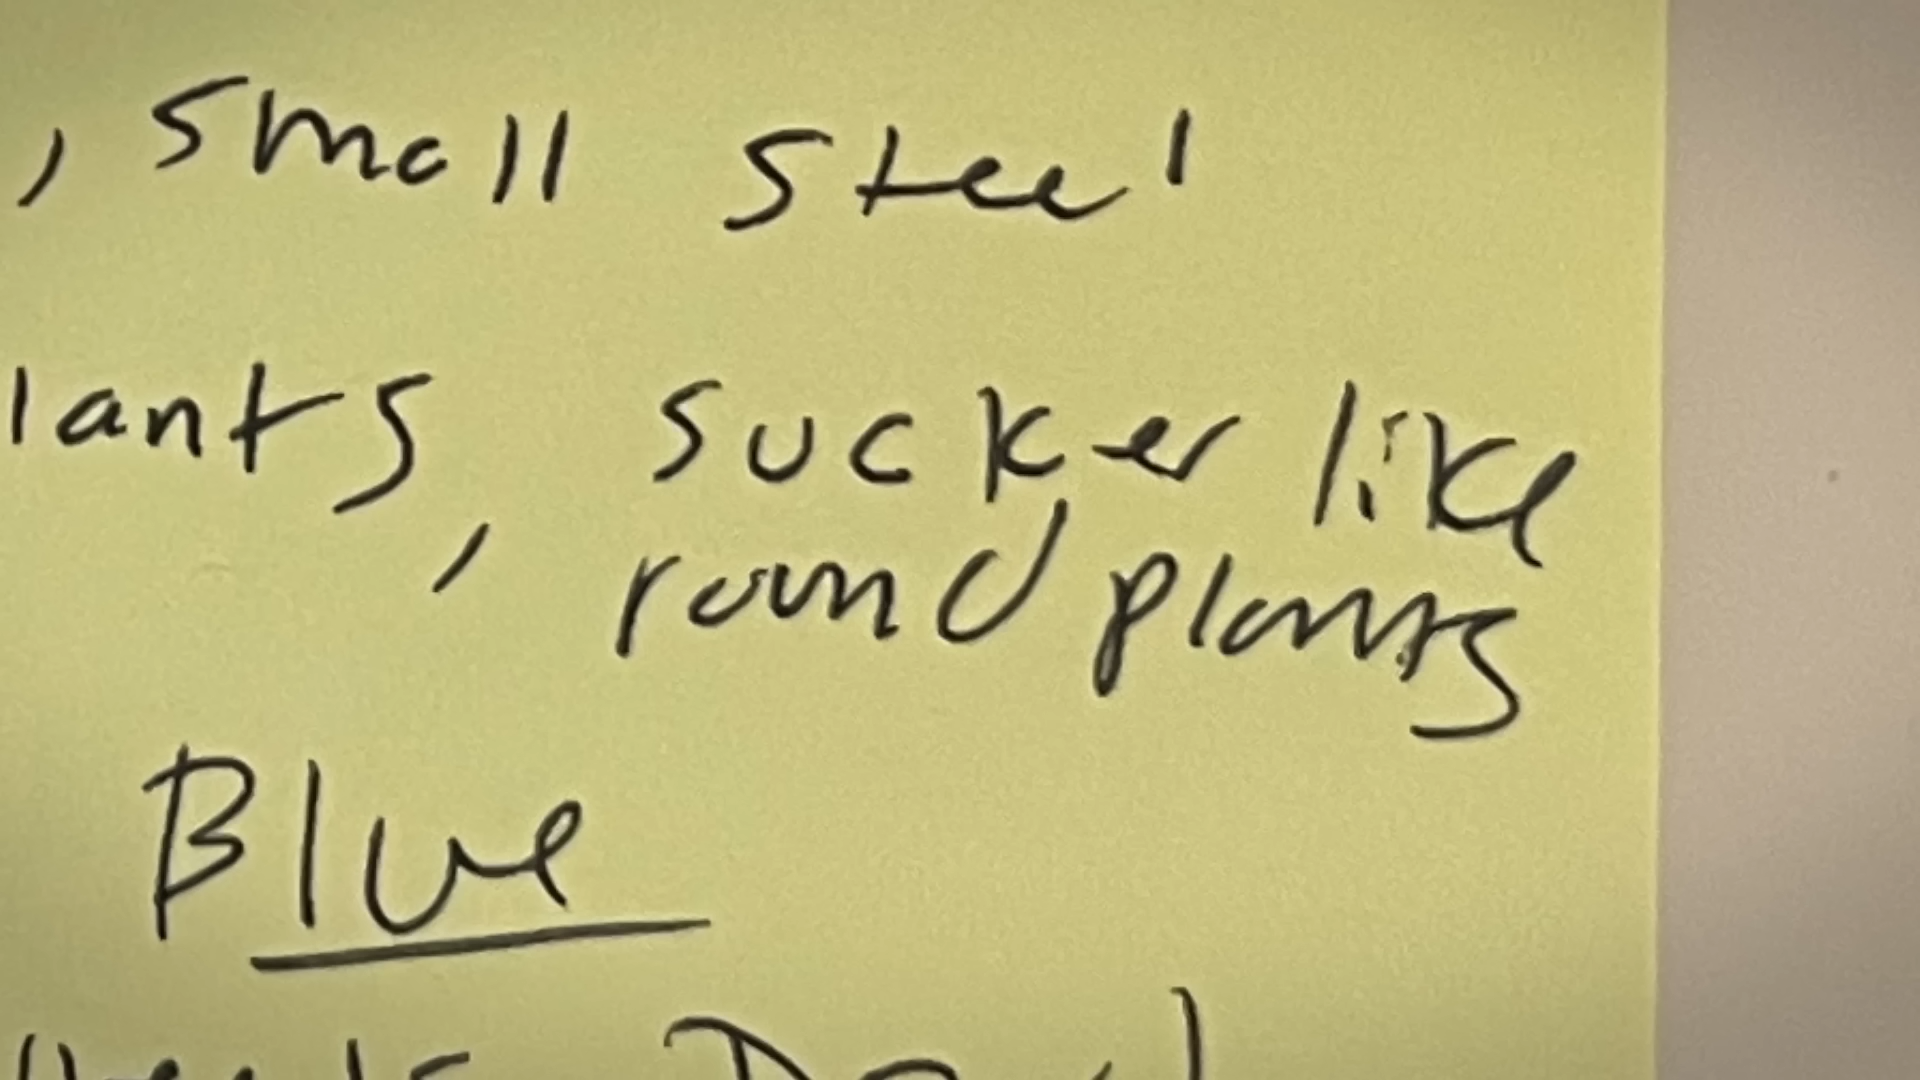 , small steel
lants, sucker like
round plants
Blue